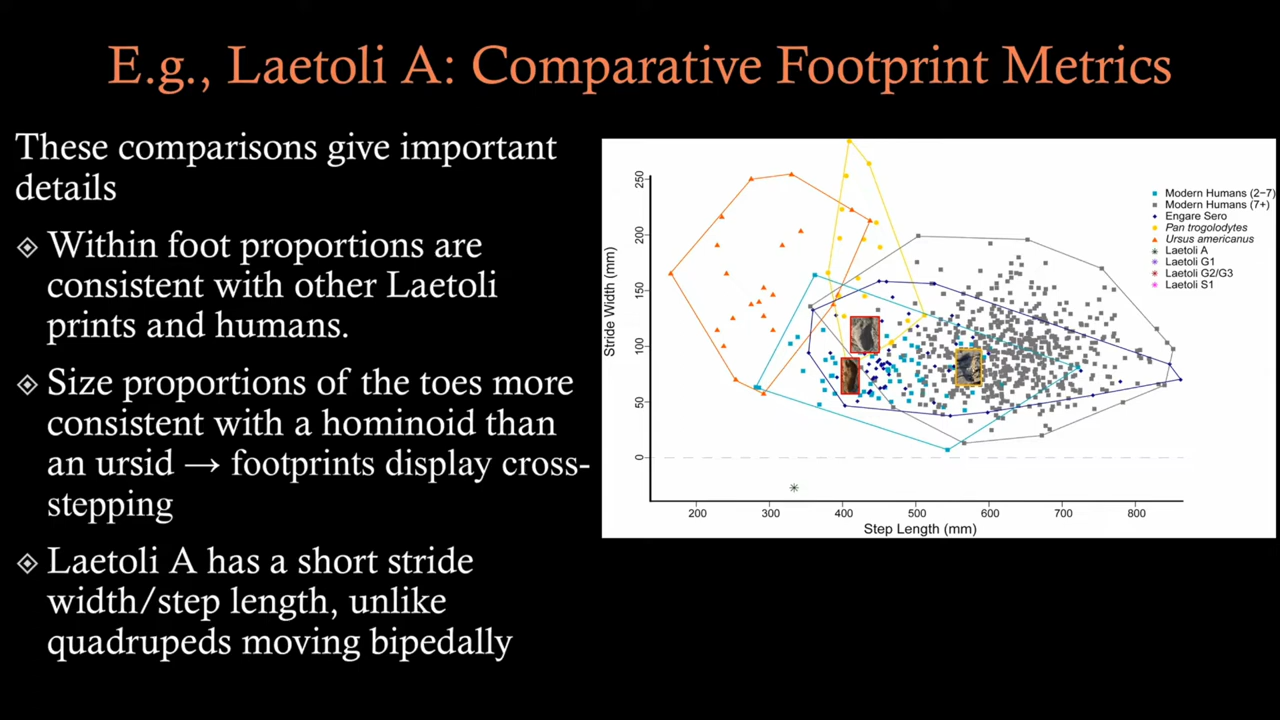 E.g., Laetoli A: Comparative Footprint Metrics
These comparisons give important
details
Within foot proportions are
consistent with other Laetoli
prints and humans.
Size proportions of the toes more
consistent with a hominoid than
an ursid → footprints display cross-
stepping
Laetoli A has a short stride
width/step length, unlike
quadrupeds moving bipedally
Stride Width (mm)
250
200
150
100
50
0
200 300 400 500 600 700 800
Step Length (mm)
Modern Humans (2−7)
Modern Humans (7+)
Engare Sero
Pan trogolodytes
Ursus americanus
Laetoli A
Laetoli G1
Laetoli G2/G3
Laetoli S1